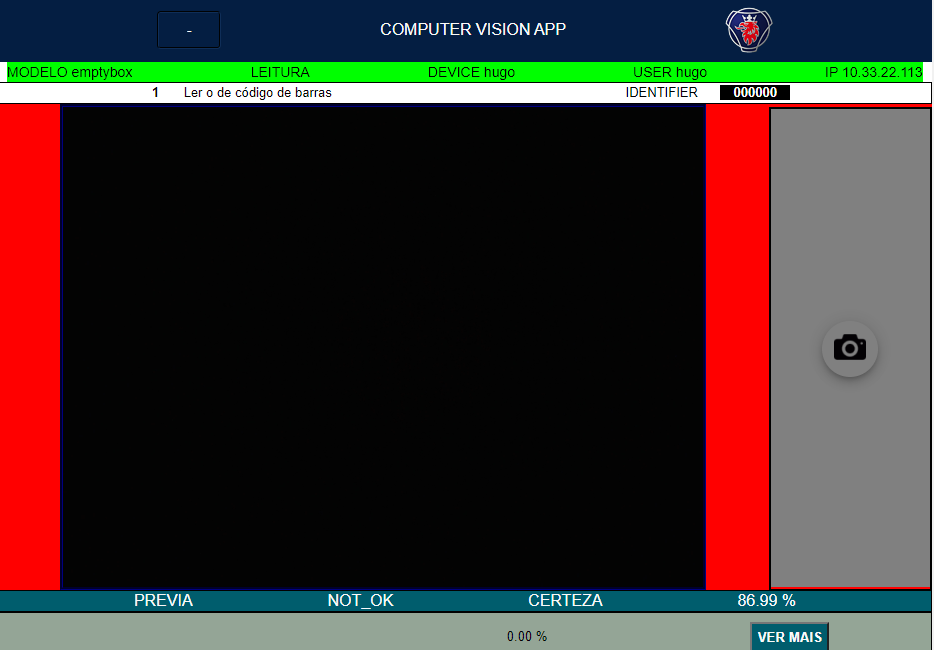 - COMPUTER VISION APP
MODELO emptybox LEITURA DEVICE hugo USER hugo IP 10.33.22.113
1 Ler o de código de barras IDENTIFIER 000000
PREVIA NOT_OK CERTEZA 86.99 %
0.00 % VER MAIS